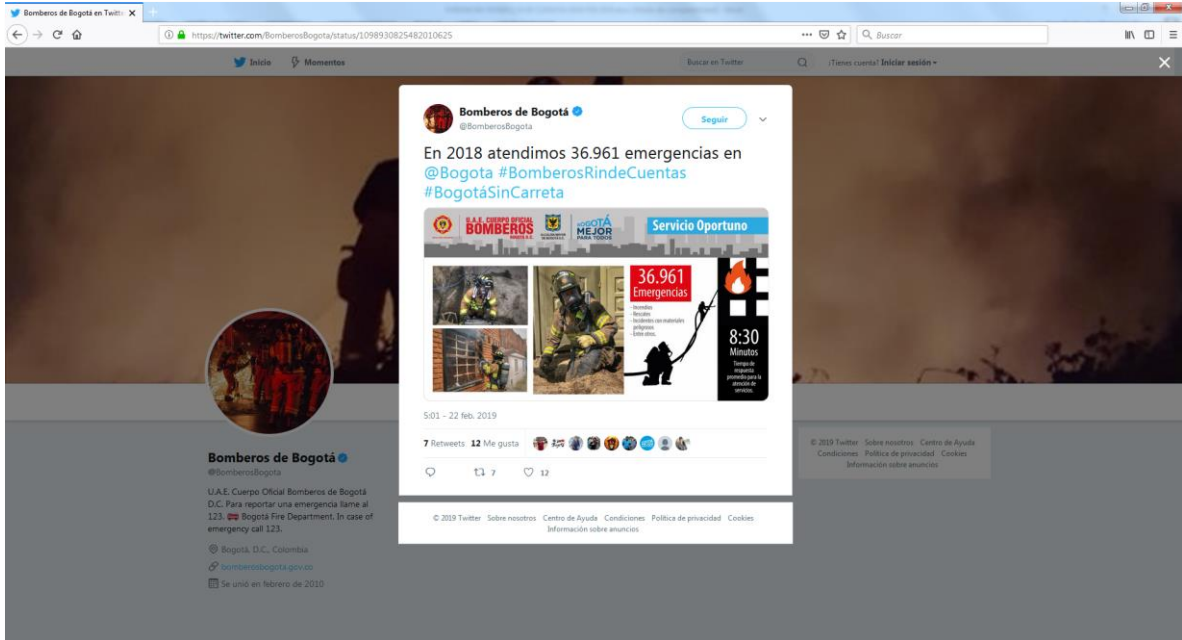 Bomberos de Bogotá en Twitte
https://twitter.com/BomberosBogota/status/1098930825482010625
Buscar
Inicio Momentos
Buscar en Twitter
¿Tienes cuenta? Iniciar sesión
Bomberos de Bogotá
@BomberosBogota
Seguir
En 2018 atendimos 36.961 emergencias en
@Bogota #BomberosRindeCuentas
#BogotáSinCarreta
U.A.E. CUERPO OFICIAL
BOMBEROS
BOGOTÁ D.C.
BOGOTÁ
MEJOR
PARA TODOS
Servicio Oportuno
36.961
Emergencias
- Incendios
- Rescates
- Incidentes con materiales
peligrosos
- Entre otros.
8:30
Minutos
Tiempo de
respuesta
promedio para la
atención de
servicios.
5:01 - 22 feb. 2019
7 Retweets 12 Me gusta
7 12
© 2019 Twitter Sobre nosotros Centro de Ayuda Condiciones Política de privacidad Cookies
Información sobre anuncios
Bomberos de Bogotá
@BomberosBogota
U.A.E. Cuerpo Oficial Bomberos de Bogotá
D.C. Para reportar una emergencia llame al
123. Bogotá Fire Department. In case of
emergency call 123.
Bogotá, D.C., Colombia
bomberosbogota.gov.co
Se unió en febrero de 2010
© 2019 Twitter Sobre nosotros Centro de Ayuda
Condiciones Política de privacidad Cookies
Información sobre anuncios